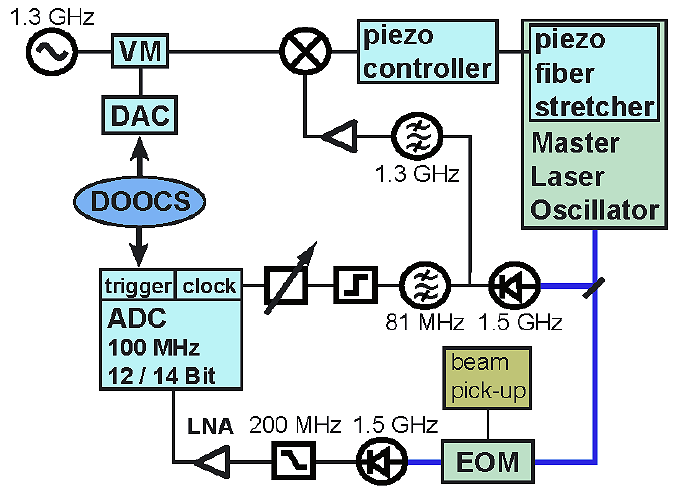 1.3 GHz
VM
piezo
controller
piezo
fiber
stretcher
Master
Laser
Oscillator
DAC
1.3 GHz
DOOCS
trigger clock
ADC
100 MHz
12 / 14 Bit
81 MHz
1.5 GHz
beam
pick-up
LNA
200 MHz
1.5 GHz
EOM